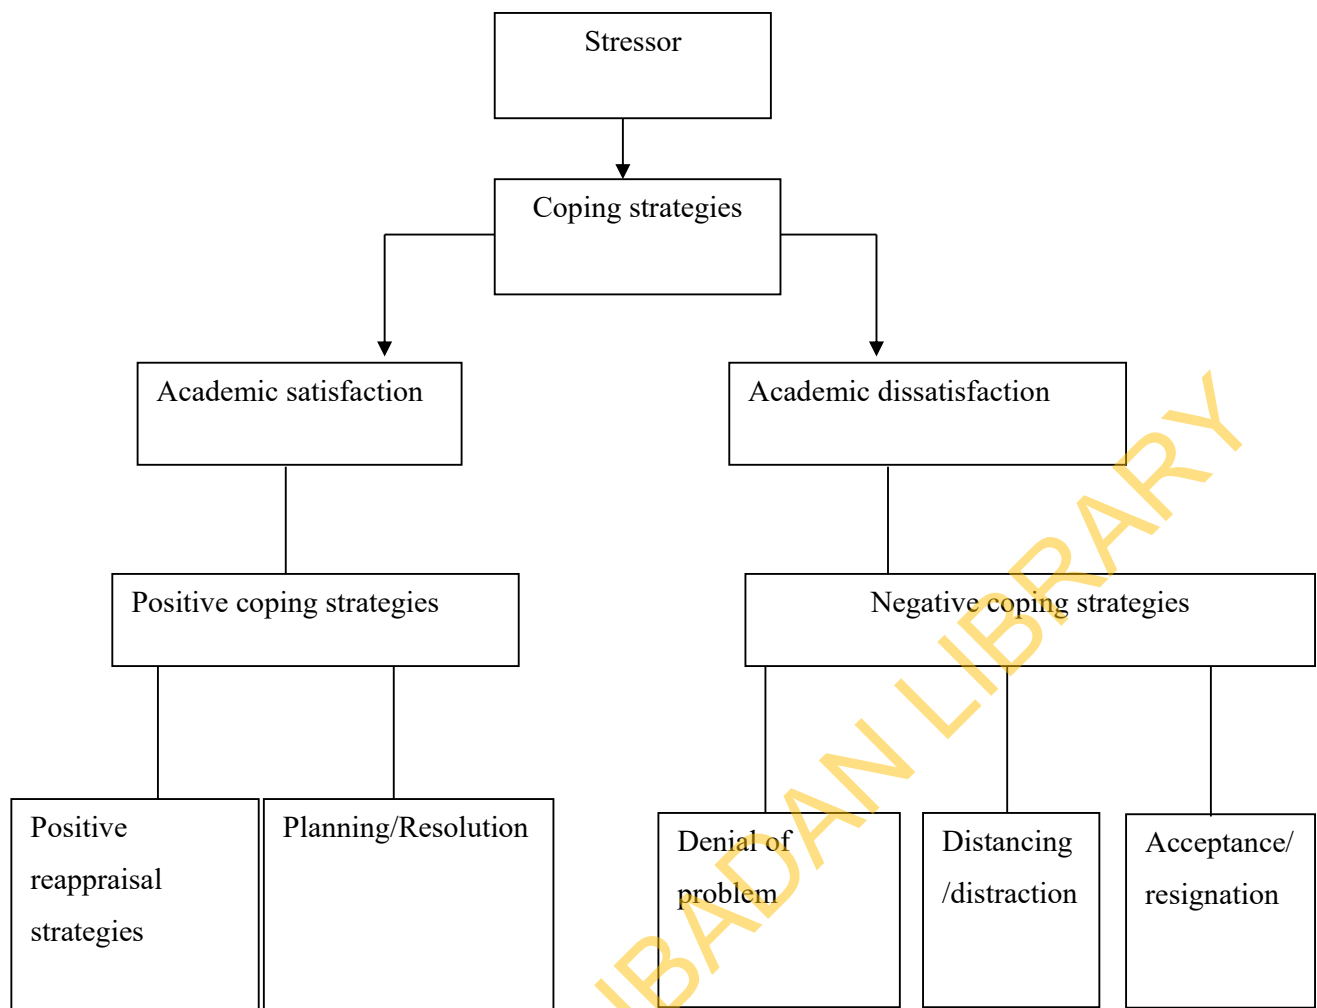 Stressor
Coping strategies
Academic satisfaction
Academic dissatisfaction
Positive coping strategies
Negative coping strategies
Positive
reappraisal
strategies
Planning/Resolution
Denial of
problem
Distancing
/distraction
Acceptance/
resignation
IBADAN LIBRARY